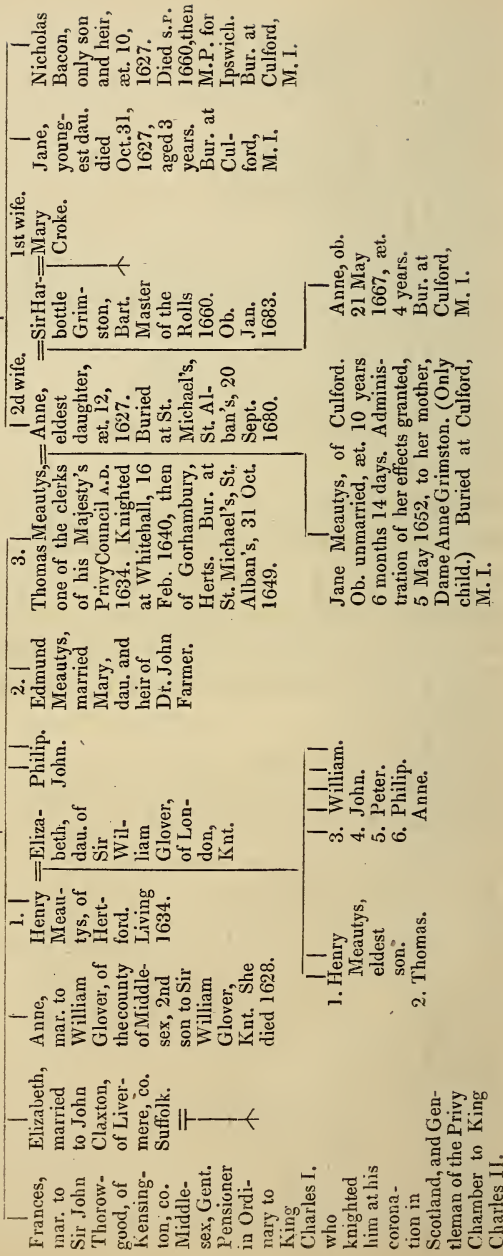 Frances,
mar. to
Sir John
Thorow-
good, of
Kensing-
ton, co.
Middle-
sex, Gent.
Pensioner
in Ordi-
nary to
King
Charles I.
who
knighted
him at his
corona-
tion in
Scotland, and Gen-
tleman of the Privy
Chamber to King
Charles II.
Elizabeth,
married
to John
Claxton,
of Liver-
mere, co.
Suffolk.
Anne,
mar. to
William
Glover, of
thecounty
of Middle-
sex, 2nd
son to Sir
William
Glover,
Knt. She
died 1628.
1.
Henry
Meau-
tys, of
Hert-
ford.
Living
1634.
=Eliza-
beth,
dau. of
Sir
Wil-
liam
Glover,
of Lon-
don,
Knt.
Philip.
John.
2.
Edmund
Meautys,
married
Mary,
dau. and
heir of
Dr. John
Farmer.
3.
Thomas Meautys,=
one of the clerks
of his Majesty's
PrivyCouncil A.D.
1634. Knighted
at Whitehall, 16
Feb. 1640, then
of Gorhambury,
Herts. Bur. at
St. Michael's, St.
Alban's, 31 Oct.
1649.
2d wife.
Anne,
eldest
daughter,
æt. 12,
1627.
Buried
at St.
Michael's,
St. Al-
ban's, 20
Sept.
1680.
=SirHar-=
bottle
Grim-
ston,
Bart.
Master
of the
Rolls
1660.
Ob.
Jan.
1683.
1st wife.
Mary
Croke.
Jane,
young-
est dau.
died
Oct.31,
1627,
aged 3
years.
Bur. at
Cul-
ford,
M. I.
Nicholas
Bacon,
only son
and heir,
æt. 10,
1627.
Died s.p.
1660,then
M.P. for
Ipswich.
Bur. at
Culford,
M. I.
1. Henry
Meautys,
eldest
son.
2. Thomas.
3. William.
4. John.
5. Peter.
6. Philip.
Anne.
Jane Meautys, of Culford.
Ob. unmarried, æt. 10 years
6 months 14 days. Adminis-
tration of her effects granted,
5 May 1652, to her mother,
Dame Anne Grimston. (Only
child.) Buried at Culford,
M. I.
Anne, ob.
21 May
1667, æt.
4 years.
Bur. at
Culford,
M. I.